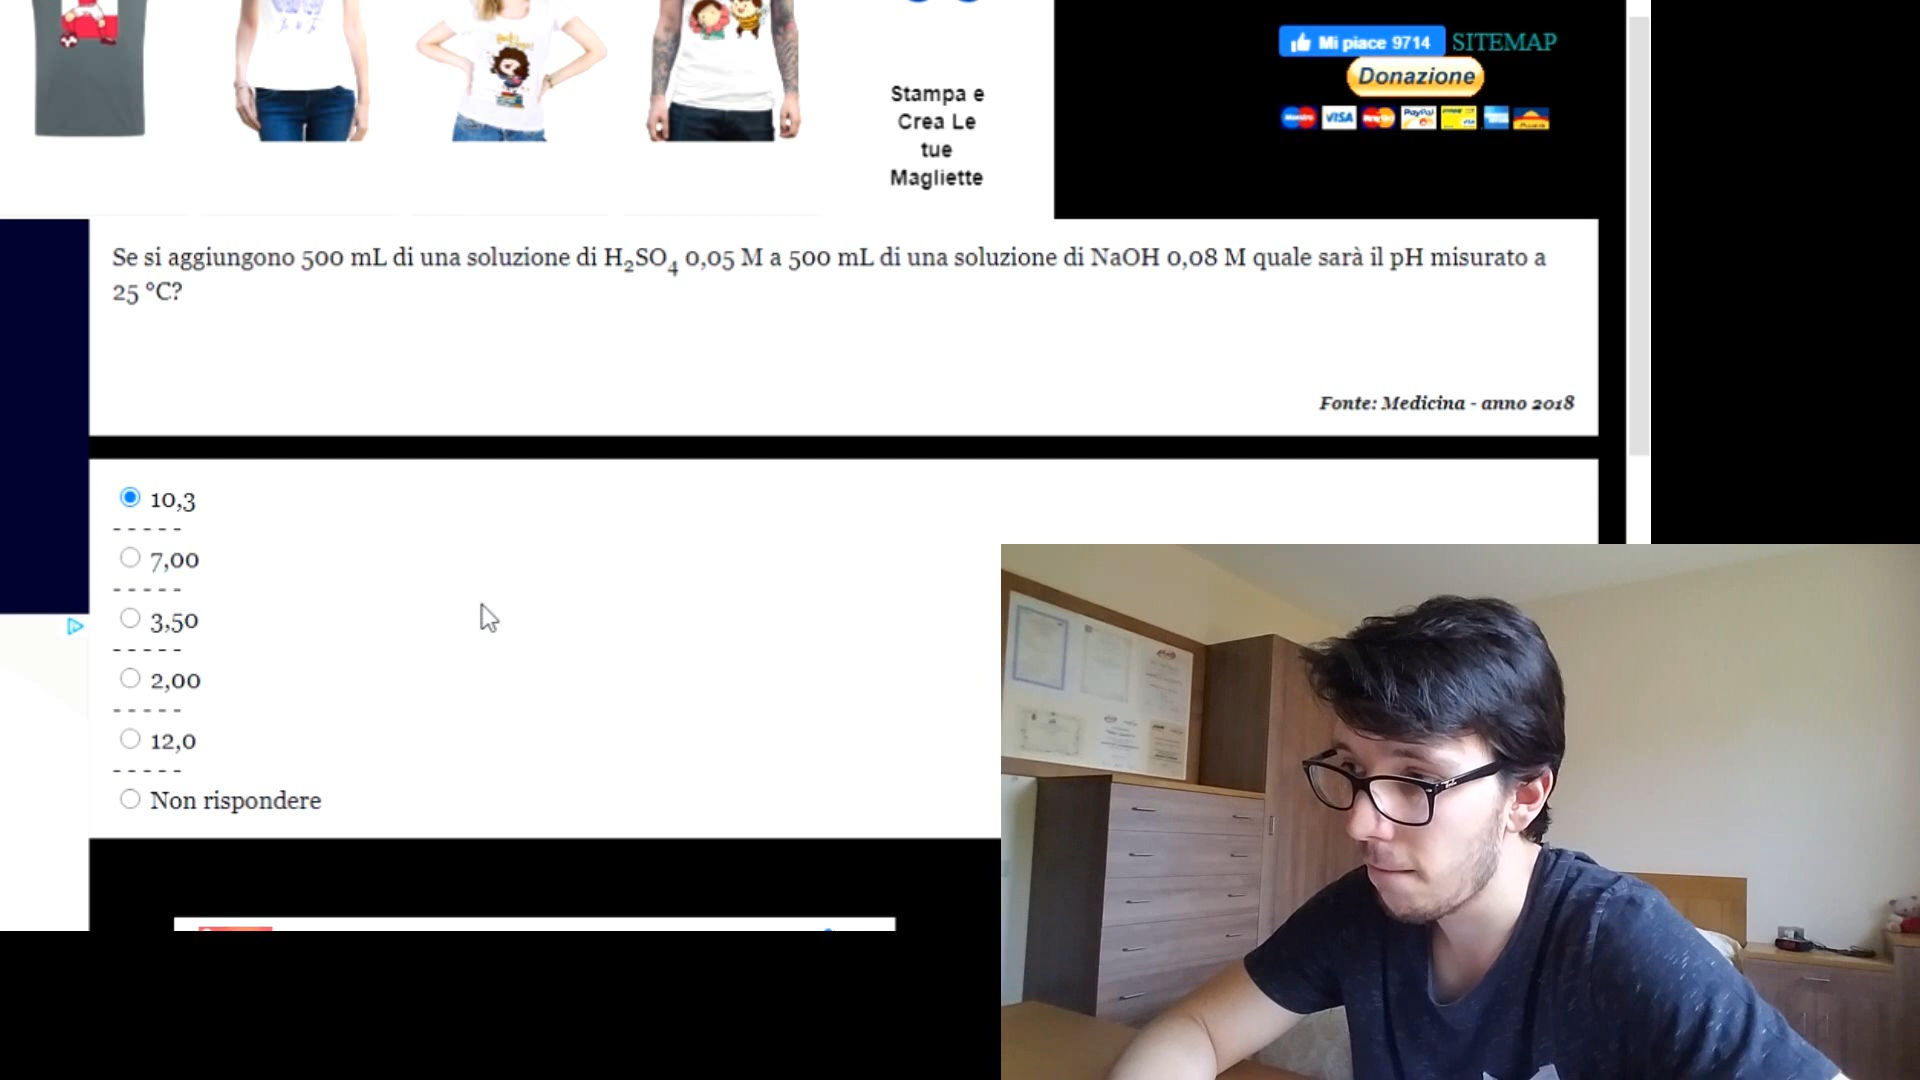 Mi piace 9714 SITEMAP
Donazione
VISA
PayPal
Stampa e
Crea Le
tue
Magliette
Se si aggiungono 500 mL di una soluzione di H₂SO₄ 0,05 M a 500 mL di una soluzione di NaOH 0,08 M quale sarà il pH misurato a
25 °C?
Fonte: Medicina - anno 2018
10,3
- - - - -
7,00
- - - - -
3,50
- - - - -
2,00
- - - - -
12,0
- - - - -
Non rispondere